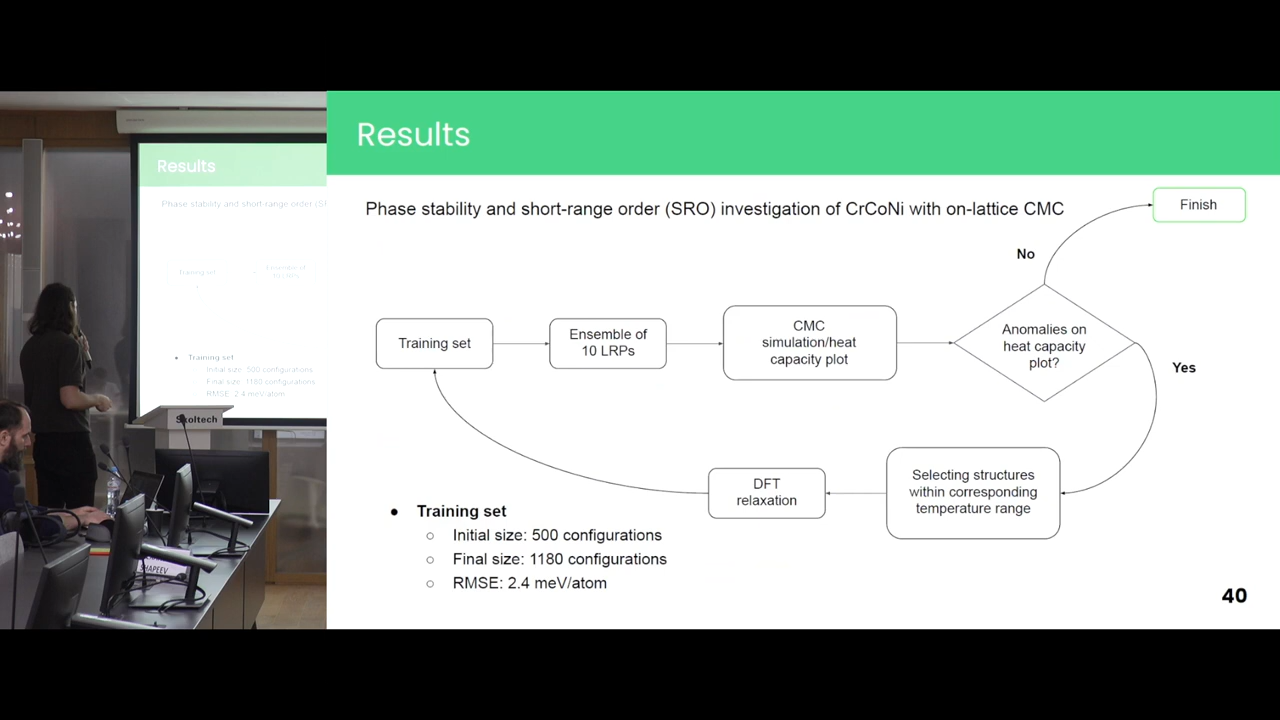 Results
Phase stability and short-range order (SRO) investigation of CrCoNi with on-lattice CMC
Finish
No
Training set
Ensemble of
10 LRPs
CMC
simulation/heat
capacity plot
Anomalies on
heat capacity
plot?
Yes
DFT
relaxation
Selecting structures
within corresponding
temperature range
● Training set
○ Initial size: 500 configurations
○ Final size: 1180 configurations
○ RMSE: 2.4 meV/atom
40
Results
Phase stability and short-range order (SR
Training set
Ensemble of
10 LRPs
• Training set
Initial size: 500 configurations
Final size: 1180 configurations
RMSE: 2.4 meV/atom
Skoltech
SHAPEEV